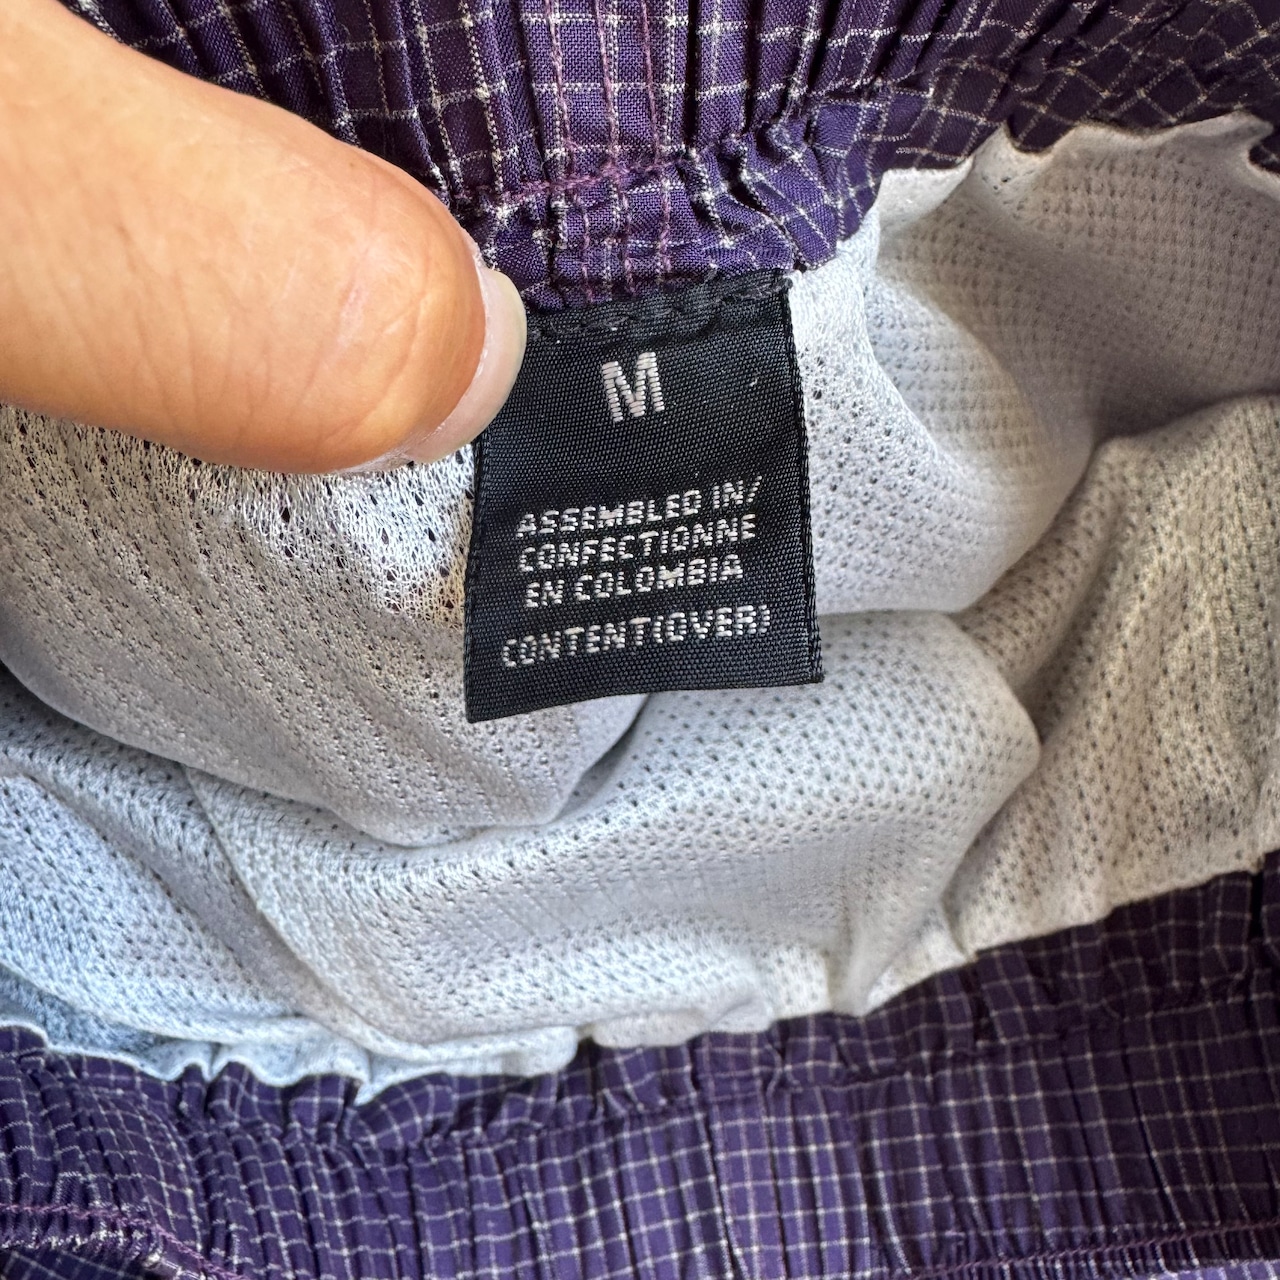 M
ASSEMBLED IN/
CONFECTIONNE
EN COLOMBIA
CONTENT(OVER)